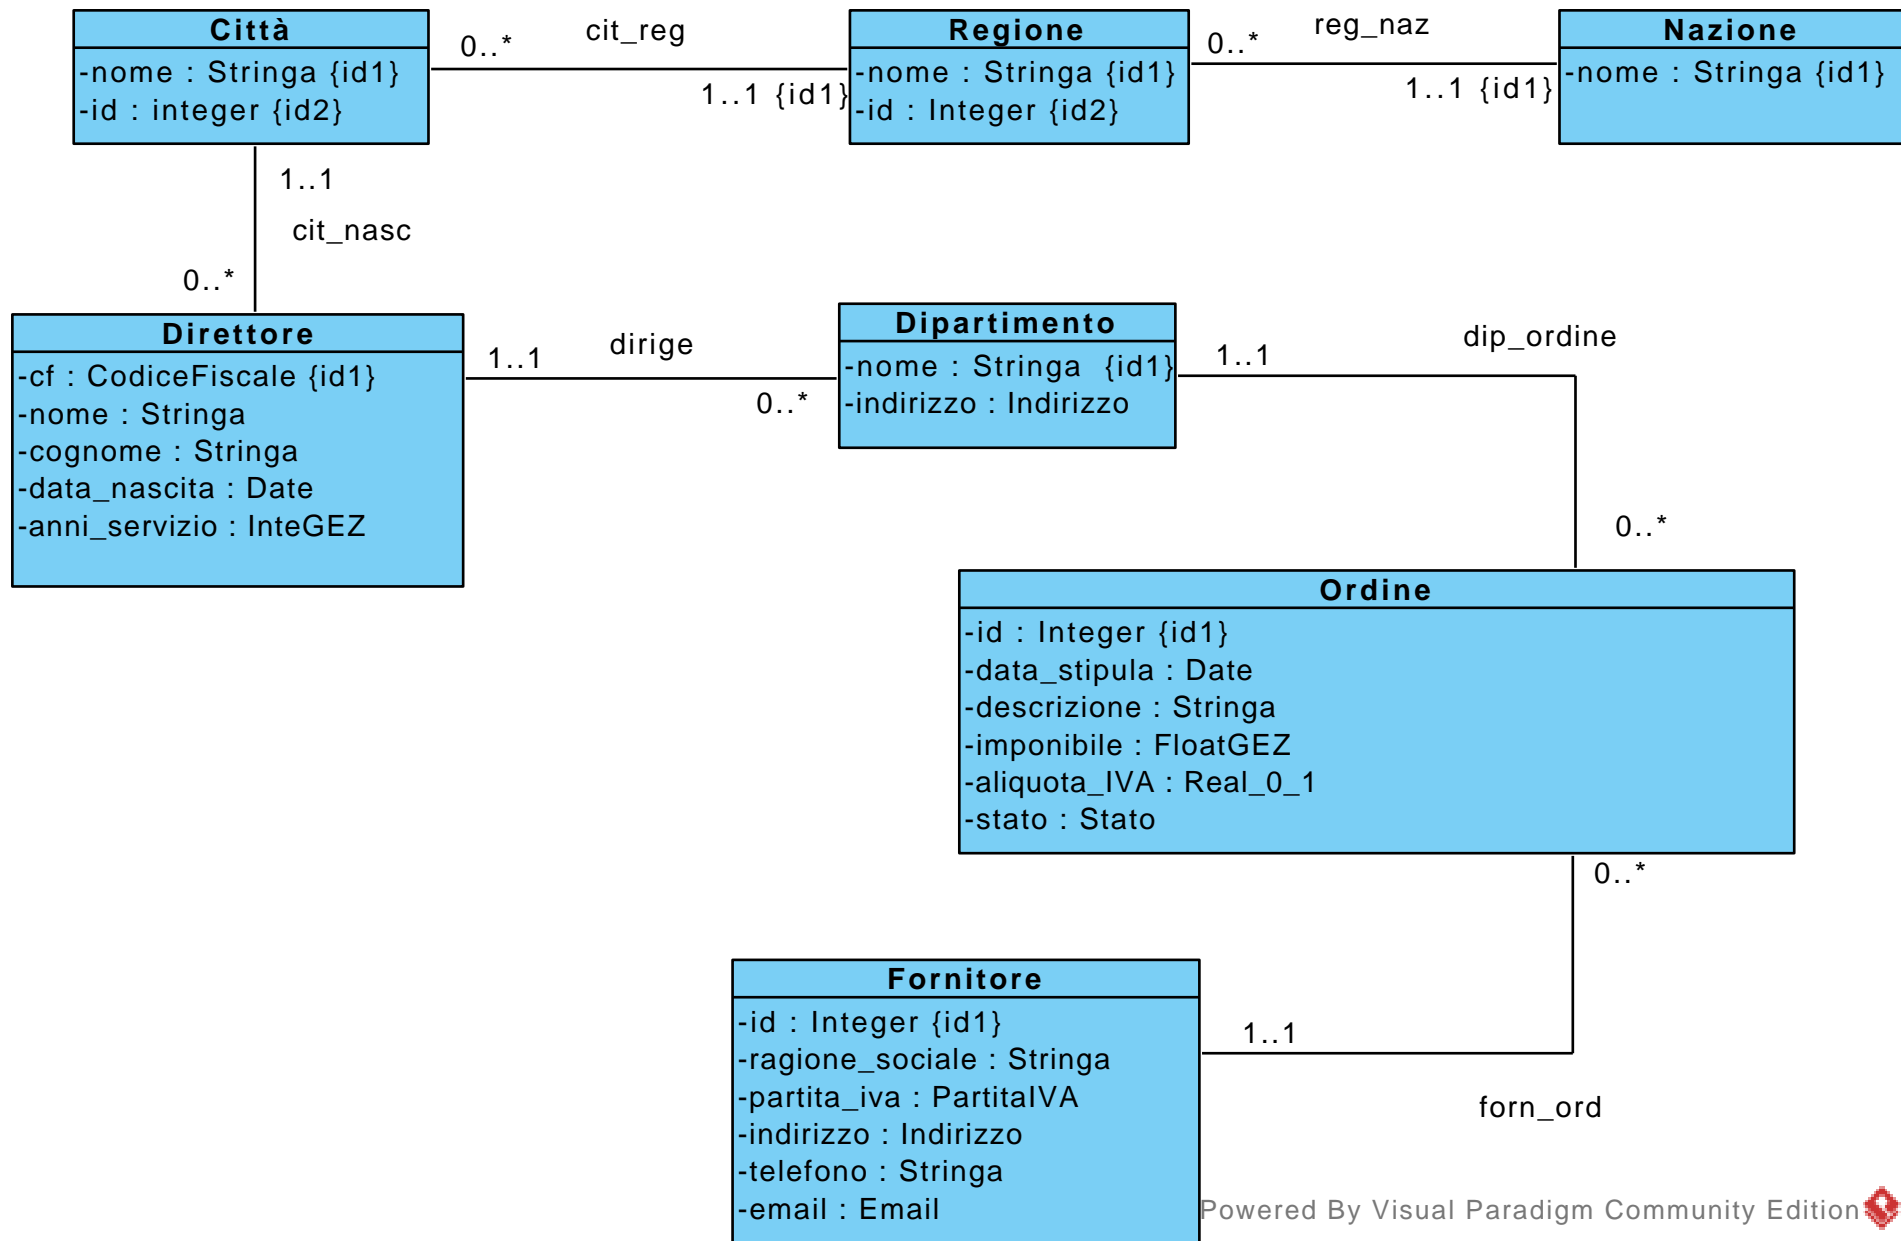 Città
-nome : Stringa {id1}
-id : integer {id2}
0..*
cit_reg
1..1 {id1}
Regione
-nome : Stringa {id1}
-id : Integer {id2}
0..*
reg_naz
1..1 {id1}
Nazione
-nome : Stringa {id1}
1..1
cit_nasc
0..*
Direttore
-cf : CodiceFiscale {id1}
-nome : Stringa
-cognome : Stringa
-data_nascita : Date
-anni_servizio : InteGEZ
1..1
dirige
0..*
Dipartimento
-nome : Stringa {id1}
-indirizzo : Indirizzo
1..1
dip_ordine
0..*
Ordine
-id : Integer {id1}
-data_stipula : Date
-descrizione : Stringa
-imponibile : FloatGEZ
-aliquota_IVA : Real_0_1
-stato : Stato
0..*
Fornitore
-id : Integer {id1}
-ragione_sociale : Stringa
-partita_iva : PartitaIVA
-indirizzo : Indirizzo
-telefono : Stringa
-email : Email
1..1
forn_ord
Powered By Visual Paradigm Community Edition